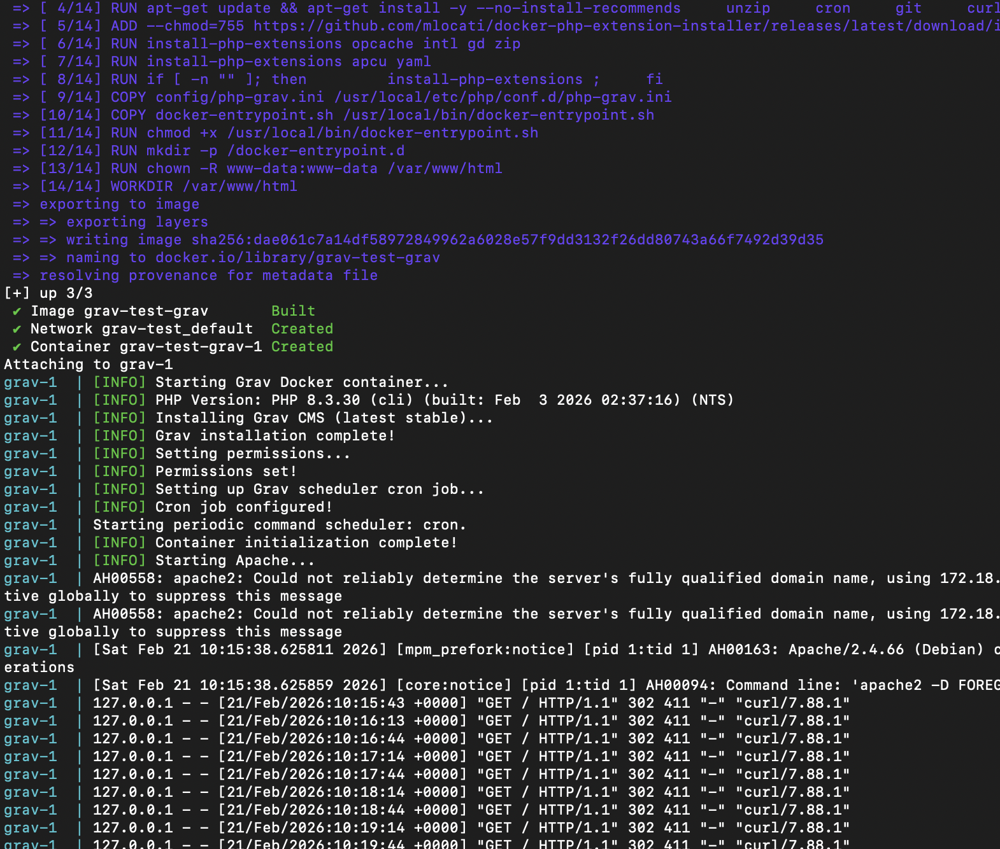 => [ 4/14] RUN apt-get update && apt-get install -y --no-install-recommends     unzip     cron     git     curl
=> [ 5/14] ADD --chmod=755 https://github.com/mlocati/docker-php-extension-installer/releases/latest/download/i
=> [ 6/14] RUN install-php-extensions opcache intl gd zip
=> [ 7/14] RUN install-php-extensions apcu yaml
=> [ 8/14] RUN if [ -n "" ]; then         install-php-extensions ;     fi
=> [ 9/14] COPY config/php-grav.ini /usr/local/etc/php/conf.d/php-grav.ini
=> [10/14] COPY docker-entrypoint.sh /usr/local/bin/docker-entrypoint.sh
=> [11/14] RUN chmod +x /usr/local/bin/docker-entrypoint.sh
=> [12/14] RUN mkdir -p /docker-entrypoint.d
=> [13/14] RUN chown -R www-data:www-data /var/www/html
=> [14/14] WORKDIR /var/www/html
=> exporting to image
=> => exporting layers
=> => writing image sha256:dae061c7a14df58972849962a6028e57f9dd3132f26dd80743a66f7492d39d35
=> => naming to docker.io/library/grav-test-grav
=> resolving provenance for metadata file
[+] up 3/3
✔ Image grav-test-grav       Built
✔ Network grav-test_default  Created
✔ Container grav-test-grav-1 Created
Attaching to grav-1
grav-1  | [INFO] Starting Grav Docker container...
grav-1  | [INFO] PHP Version: PHP 8.3.30 (cli) (built: Feb  3 2026 02:37:16) (NTS)
grav-1  | [INFO] Installing Grav CMS (latest stable)...
grav-1  | [INFO] Grav installation complete!
grav-1  | [INFO] Setting permissions...
grav-1  | [INFO] Permissions set!
grav-1  | [INFO] Setting up Grav scheduler cron job...
grav-1  | [INFO] Cron job configured!
grav-1  | Starting periodic command scheduler: cron.
grav-1  | [INFO] Container initialization complete!
grav-1  | [INFO] Starting Apache...
grav-1  | AH00558: apache2: Could not reliably determine the server's fully qualified domain name, using 172.18.
tive globally to suppress this message
grav-1  | AH00558: apache2: Could not reliably determine the server's fully qualified domain name, using 172.18.
tive globally to suppress this message
grav-1  | [Sat Feb 21 10:15:38.625811 2026] [mpm_prefork:notice] [pid 1:tid 1] AH00163: Apache/2.4.66 (Debian) c
erations
grav-1  | [Sat Feb 21 10:15:38.625859 2026] [core:notice] [pid 1:tid 1] AH00094: Command line: 'apache2 -D FOREG
grav-1  | 127.0.0.1 - - [21/Feb/2026:10:15:43 +0000] "GET / HTTP/1.1" 302 411 "-" "curl/7.88.1"
grav-1  | 127.0.0.1 - - [21/Feb/2026:10:16:13 +0000] "GET / HTTP/1.1" 302 411 "-" "curl/7.88.1"
grav-1  | 127.0.0.1 - - [21/Feb/2026:10:16:44 +0000] "GET / HTTP/1.1" 302 411 "-" "curl/7.88.1"
grav-1  | 127.0.0.1 - - [21/Feb/2026:10:17:14 +0000] "GET / HTTP/1.1" 302 411 "-" "curl/7.88.1"
grav-1  | 127.0.0.1 - - [21/Feb/2026:10:17:44 +0000] "GET / HTTP/1.1" 302 411 "-" "curl/7.88.1"
grav-1  | 127.0.0.1 - - [21/Feb/2026:10:18:14 +0000] "GET / HTTP/1.1" 302 411 "-" "curl/7.88.1"
grav-1  | 127.0.0.1 - - [21/Feb/2026:10:18:44 +0000] "GET / HTTP/1.1" 302 411 "-" "curl/7.88.1"
grav-1  | 127.0.0.1 - - [21/Feb/2026:10:19:14 +0000] "GET / HTTP/1.1" 302 411 "-" "curl/7.88.1"
grav-1  | 127.0.0.1 - - [21/Feb/2026:10:19:44 +0000] "GET / HTTP/1.1" 302 411 "-" "curl/7.88.1"